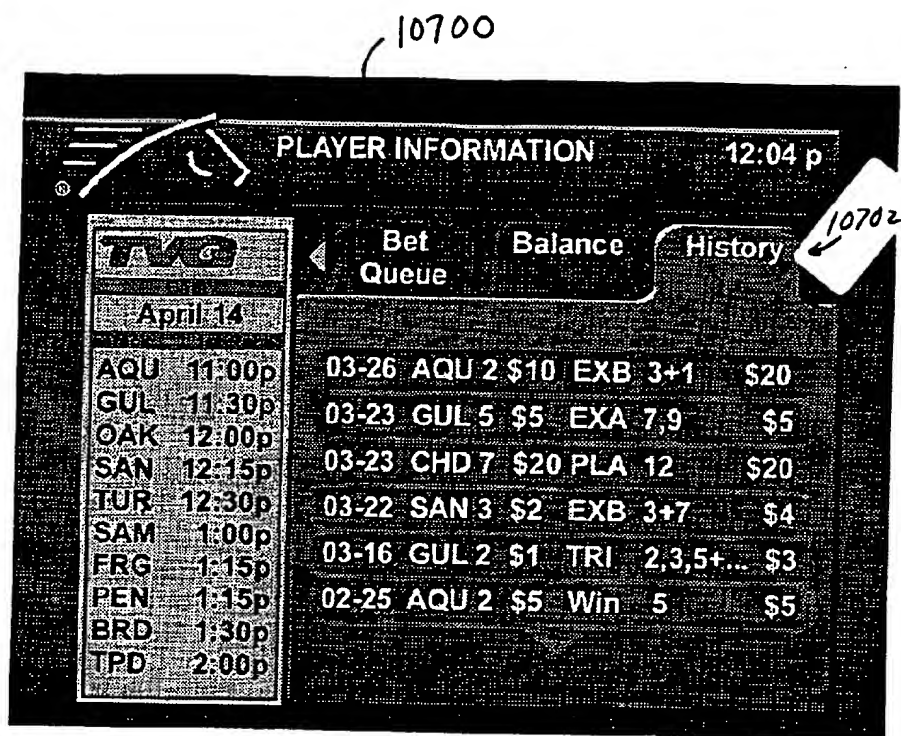 10700
PLAYER INFORMATION 12:04 p
®
10702
TVG
April 14
AQU 11:00p
GUL 11:30p
OAK 12:00p
SAN 12:15p
TUR 12:30p
SAM 1:00p
FRG 1:15p
PEN 1:15p
BRD 1:30p
TPD 2:00p
Bet Balance History
Queue
03-26 AQU 2 $10 EXB 3+1 $20
03-23 GUL 5 $5 EXA 7,9 $5
03-23 CHD 7 $20 PLA 12 $20
03-22 SAN 3 $2 EXB 3+7 $4
03-16 GUL 2 $1 TRI 2,3,5+... $3
02-25 AQU 2 $5 Win 5 $5